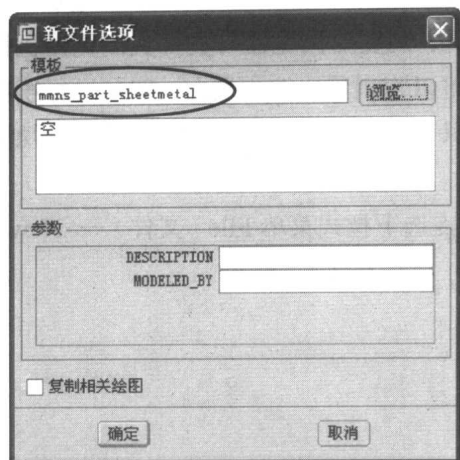 新文件选项
模板
mmns_part_sheetmetal
浏览...
空
参数
DESCRIPTION
MODELED_BY
复制相关绘图
确定
取消